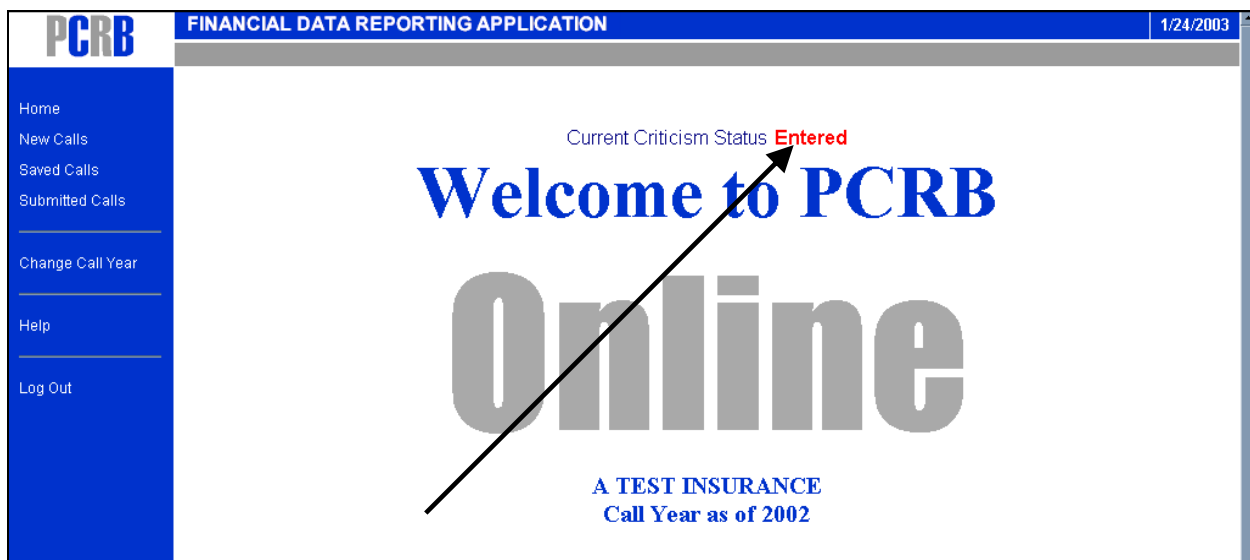 PCRB
FINANCIAL DATA REPORTING APPLICATION
1/24/2003
Home
New Calls
Saved Calls
Submitted Calls
Change Call Year
Help
Log Out
Current Criticism Status Entered
Welcome to PCRB
Online
A TEST INSURANCE
Call Year as of 2002